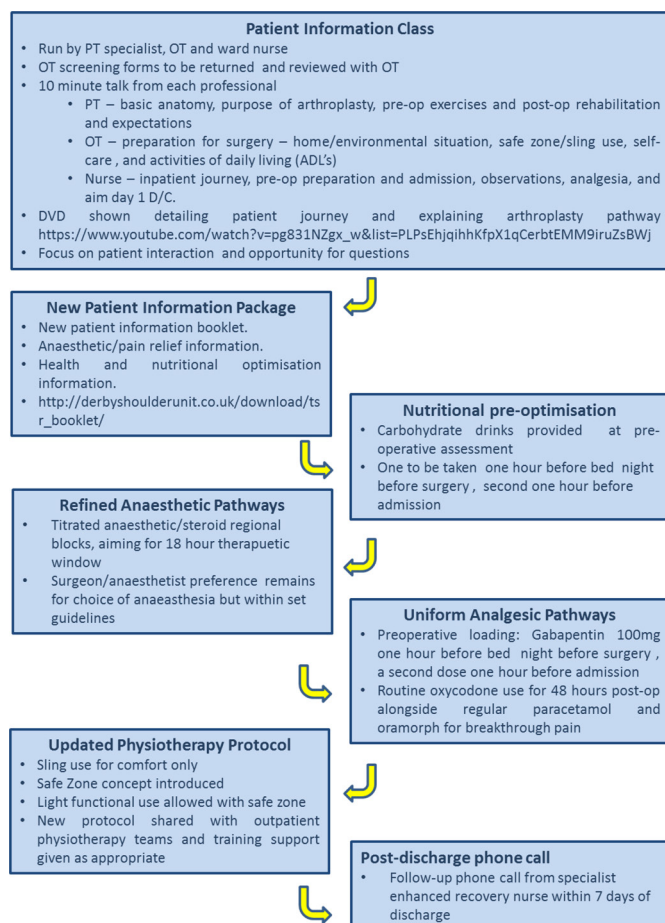 Patient Information Class
• Run by PT specialist, OT and ward nurse
• OT screening forms to be returned and reviewed with OT
• 10 minute talk from each professional
• PT – basic anatomy, purpose of arthroplasty, pre-op exercises and post-op rehabilitation
and expectations
• OT – preparation for surgery – home/environmental situation, safe zone/sling use, self-
care , and activities of daily living (ADL's)
• Nurse – inpatient journey, pre-op preparation and admission, observations, analgesia, and
aim day 1 D/C.
• DVD shown detailing patient journey and explaining arthroplasty pathway
https://www.youtube.com/watch?v=pg831NZgx_w&list=PLPsEhjqihhKfpX1qCerbtEMM9iruZsBWj
• Focus on patient interaction and opportunity for questions
New Patient Information Package
• New patient information booklet.
• Anaesthetic/pain relief information.
• Health and nutritional optimisation
information.
• http://derbyshoulderunit.co.uk/download/ts
r_booklet/
Nutritional pre-optimisation
• Carbohydrate drinks provided at pre-
operative assessment
• One to be taken one hour before bed night
before surgery , second one hour before
admission
Refined Anaesthetic Pathways
• Titrated anaesthetic/steroid regional
blocks, aiming for 18 hour therapuetic
window
• Surgeon/anaesthetist preference remains
for choice of anaeasthesia but within set
guidelines
Uniform Analgesic Pathways
• Preoperative loading: Gabapentin 100mg
one hour before bed night before surgery ,
a second dose one hour before admission
• Routine oxycodone use for 48 hours post-op
alongside regular paracetamol and
oramorph for breakthrough pain
Updated Physiotherapy Protocol
• Sling use for comfort only
• Safe Zone concept introduced
• Light functional use allowed with safe zone
• New protocol shared with outpatient
physiotherapy teams and training support
given as appropriate
Post-discharge phone call
• Follow-up phone call from specialist
enhanced recovery nurse within 7 days of
discharge